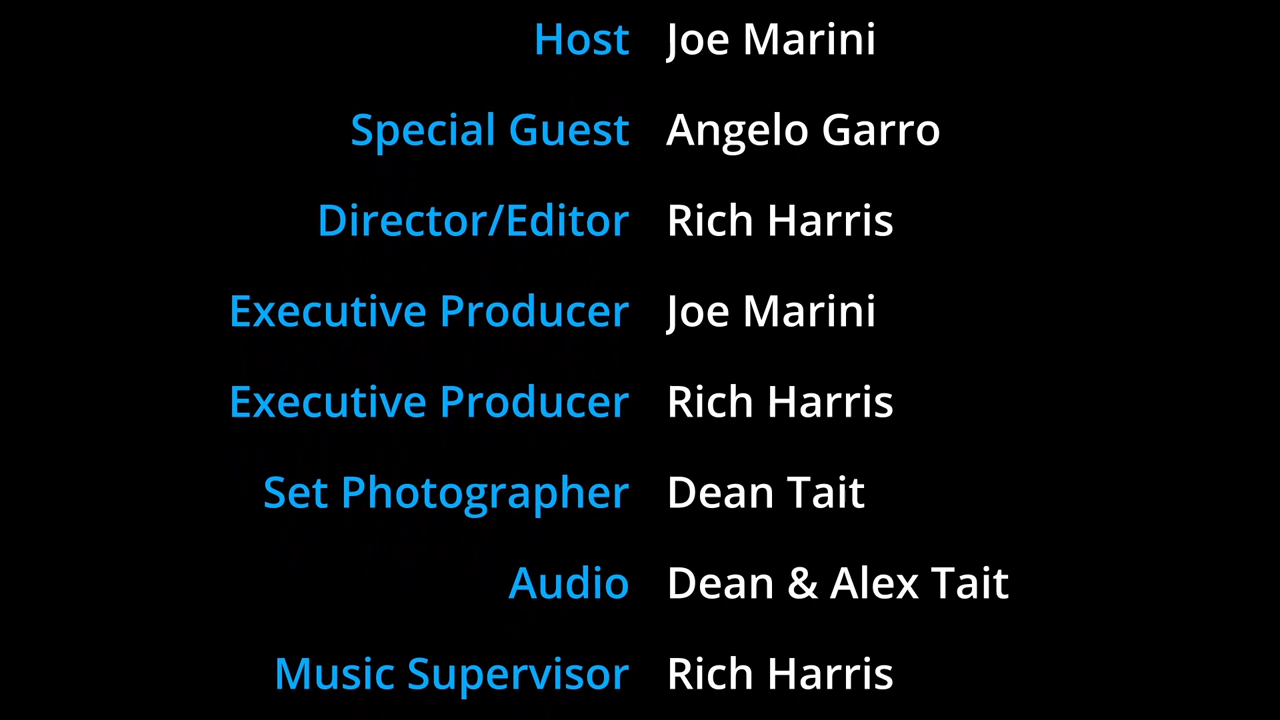 Host Joe Marini
Special Guest Angelo Garro
Director/Editor Rich Harris
Executive Producer Joe Marini
Executive Producer Rich Harris
Set Photographer Dean Tait
Audio Dean & Alex Tait
Music Supervisor Rich Harris